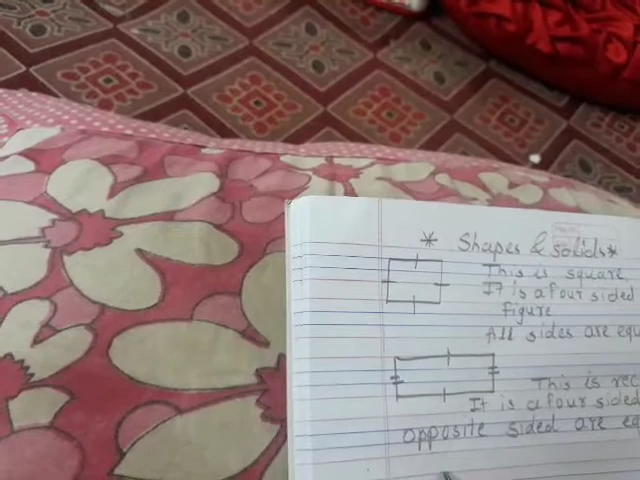 * Shapes & solids *
This is square
It is a four sided
Figure
All sides are equ
This is rec
It is a four sided
opposite sided are eq